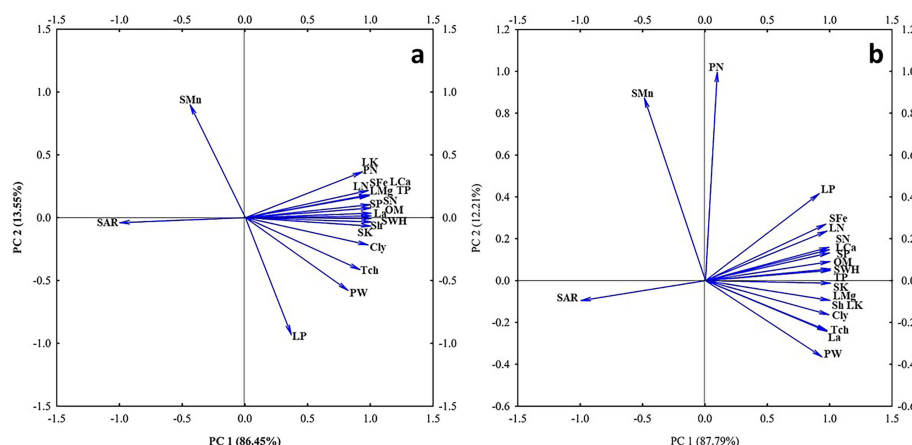 -1.5 -1.0 -0.5 0.0 0.5 1.0 1.5
a
1.5 1.5
1.0 1.0
0.5 0.5
0.0 0.0
-0.5 -0.5
-1.0 -1.0
-1.5 -1.5
PC 2 (13.55%)
SMn
LK
PN
LN SFe LCa
LMg TP
SP SN
La OM
SAR
SWH
Sh
SK
Cly
Tch
PW
LP
-1.5 -1.0 -0.5 0.0 0.5 1.0 1.5
PC 1 (86.45%)
-1.5 -1.0 -0.5 0.0 0.5 1.0 1.5
b
1.2
1.0
0.8
0.6
0.4
0.2
0.0
-0.2
-0.4
-0.6
PC 2 (12.21%)
PN
SMn
LP
SFe
LN
SN
LCa
SP
OM
SWH
TP
SAR
SK
LMg
Sh LK
Cly
Tch
La
PW
-1.5 -1.0 -0.5 0.0 0.5 1.0 1.5
PC 1 (87.79%)